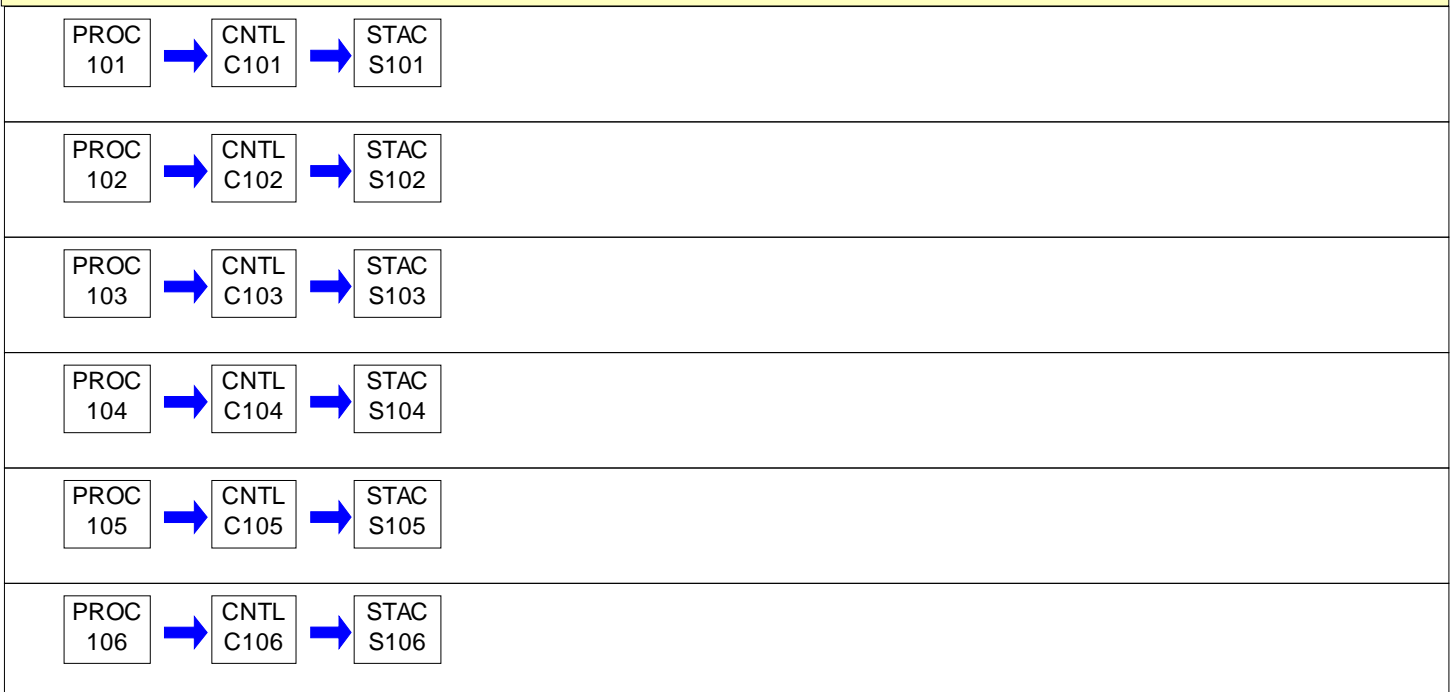 PROC CNTL STAC
101 C101 S101
PROC CNTL STAC
102 C102 S102
PROC CNTL STAC
103 C103 S103
PROC CNTL STAC
104 C104 S104
PROC CNTL STAC
105 C105 S105
PROC CNTL STAC
106 C106 S106